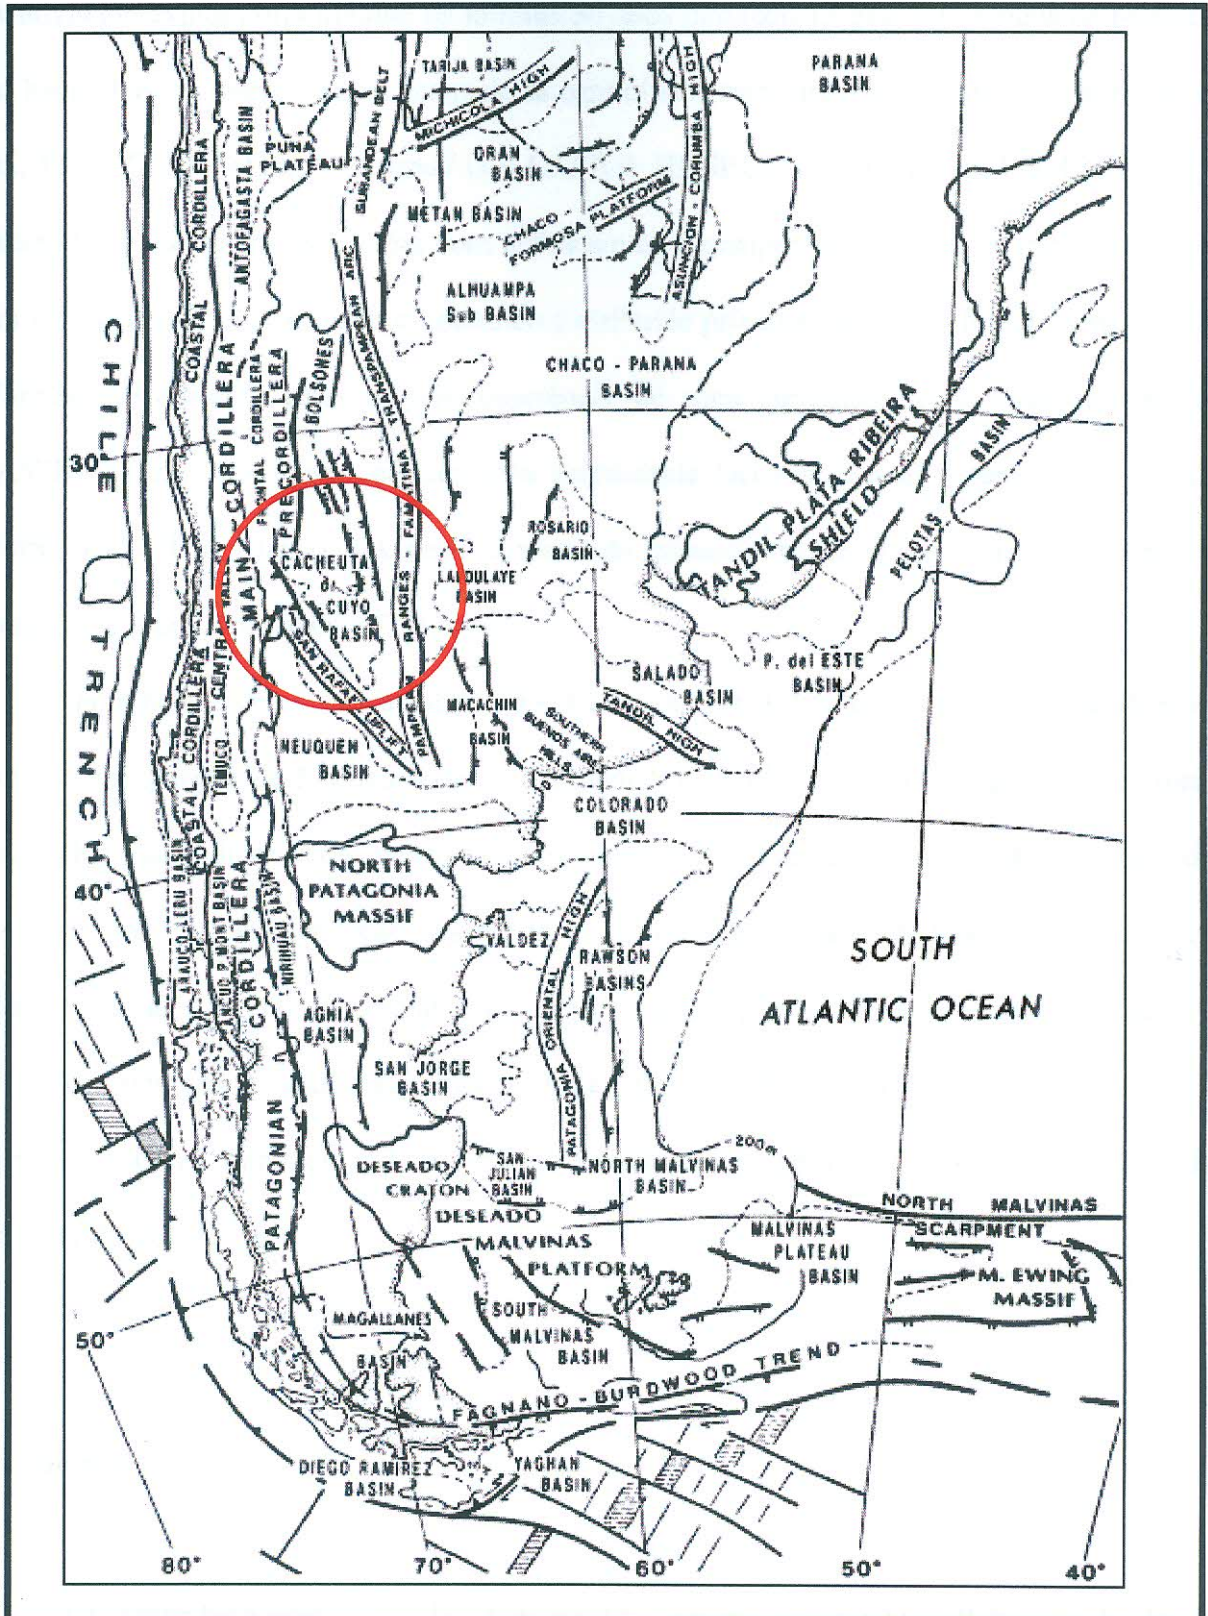 TARIJA BASIN
MICHICOLA HIGH
PARANA
BASIN
ASUNCION - CORUMBA HIGH
SUBANDEAN BELT
PUNA
PLATEAU
ANTOFAGASTA BASIN
COASTAL CORDILLERA
ORAN
BASIN
METAN BASIN
CHACO -
FORMOSA PLATFORM
ALHUAMPA
Sub BASIN
CHACO - PARANA
BASIN
CHILE TRENCH
30°
MAIN CORDILLERA
CENTRAL VALLEY
FRONTAL CORDILLERA
PRECORDILLERA
BOLSONES
PAMPEAN RANGES - FAMATINA - TRANSPAMPEAN ARC
CACHEUTA
CUYO
BASIN
SAN RAFAEL UPLIFT
LABOULAYE
BASIN
ROSARIO
BASIN
TANDIL-PLATA-RIBEIRA
SHIELD
PELOTAS BASIN
P. del ESTE
BASIN
SALADO
BASIN
TANDIL HIGH
MACACHIN
BASIN
SOUTHERN
BUENOS AIRES
HILLS
NEUQUEN
BASIN
COLORADO
BASIN
COASTAL CORDILLERA
TEMUCO
40°
NORTH
PATAGONIA
MASSIF
PATAGONIAN CORDILLERA
VALDEZ
RAWSON
BASINS
PATAGONIA ORIENTAL HIGH
SOUTH
ATLANTIC OCEAN
BASIN
SAN JORGE
BASIN
200m
DESEADO
CRATON
SAN
JULIAN
BASIN
NORTH MALVINAS
BASIN
DESEADO
MALVINAS
PLATFORM
NORTH MALVINAS
SCARPMENT
MALVINAS
PLATEAU
BASIN
M. EWING
MASSIF
50°
MAGALLANES
BASIN
SOUTH
MALVINAS
BASIN
FAGNANO - BURDWOOD TREND
DIEGO RAMIREZ
BASIN
YAGHAN
BASIN
80°
70°
60°
50°
40°